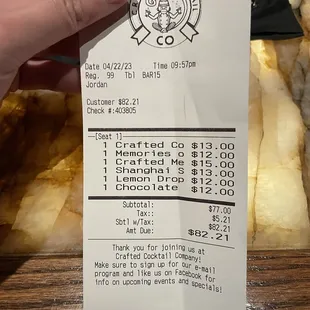 CO
Date 04/22/23 Time 09:57pm
Reg. 99 Tbl BAR15
Jordan
Customer $82.21
Check #:403805
[Seat 1]
1 Crafted Co $13.00
1 Memories o $12.00
1 Crafted Me $15.00
1 Shanghai S $13.00
1 Lemon Drop $12.00
1 Chocolate $12.00
Subtotal: $77.00
Tax:: $5.21
Sbtl w/Tax: $82.21
Amt Due: $82.21
Thank you for joining us at
Crafted Cocktail Company!
Make sure to sign up for our e-mail
program and like us on Facebook for
info on upcoming events and specials!